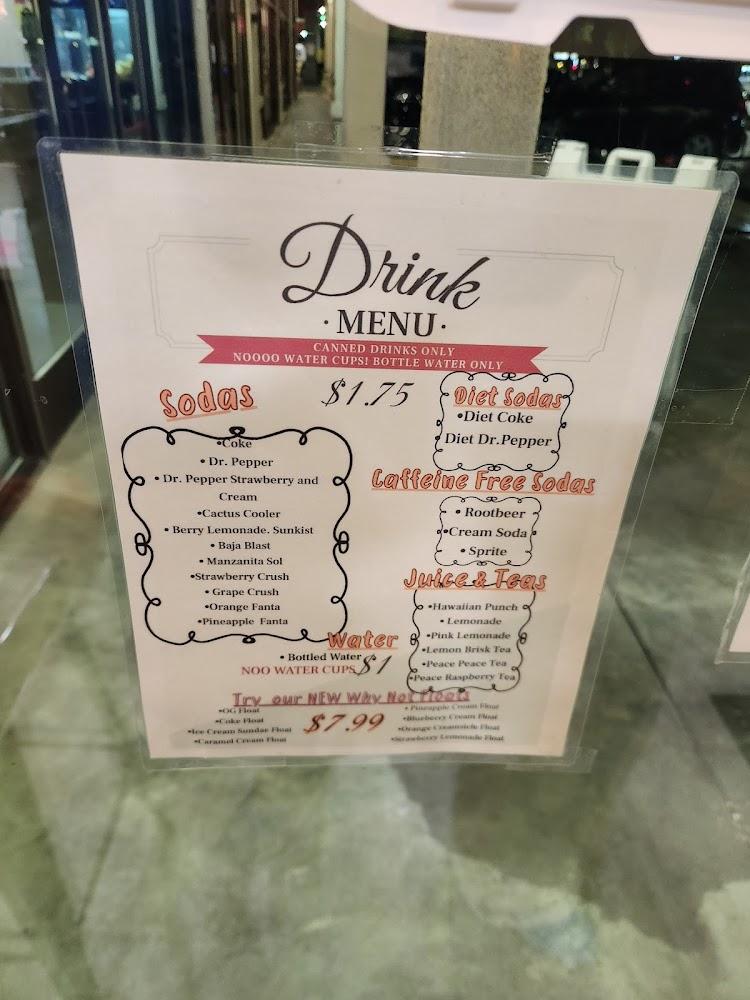 Drink
·MENU·
CANNED DRINKS ONLY
NOOOO WATER CUPS! BOTTLE WATER ONLY
$1.75
Sodas
•Coke
• Dr. Pepper
• Dr. Pepper Strawberry and
Cream
•Cactus Cooler
• Berry Lemonade. Sunkist
• Baja Blast
• Manzanita Sol
•Strawberry Crush
• Grape Crush
•Orange Fanta
•Pineapple Fanta
Diet Sodas
•Diet Coke
Diet Dr.Pepper
Caffeine Free Sodas
• Rootbeer
•Cream Soda
• Sprite
Juice & Teas
•Hawaiian Punch
• Lemonade
•Pink Lemonade
•Lemon Brisk Tea
•Peace Peace Tea
•Peace Raspberry Tea
Water
• Bottled Water
$1
NOO WATER CUPS
Try our NEW Why Not Floats
$7.99
•OG Float
•Coke Float
•Ice Cream Sundae Float
•Caramel Cream Float
• Pineapple Cream Float
•Blueberry Cream Float
•Orange Creamsicle Float
•Strawberry Lemonade Float